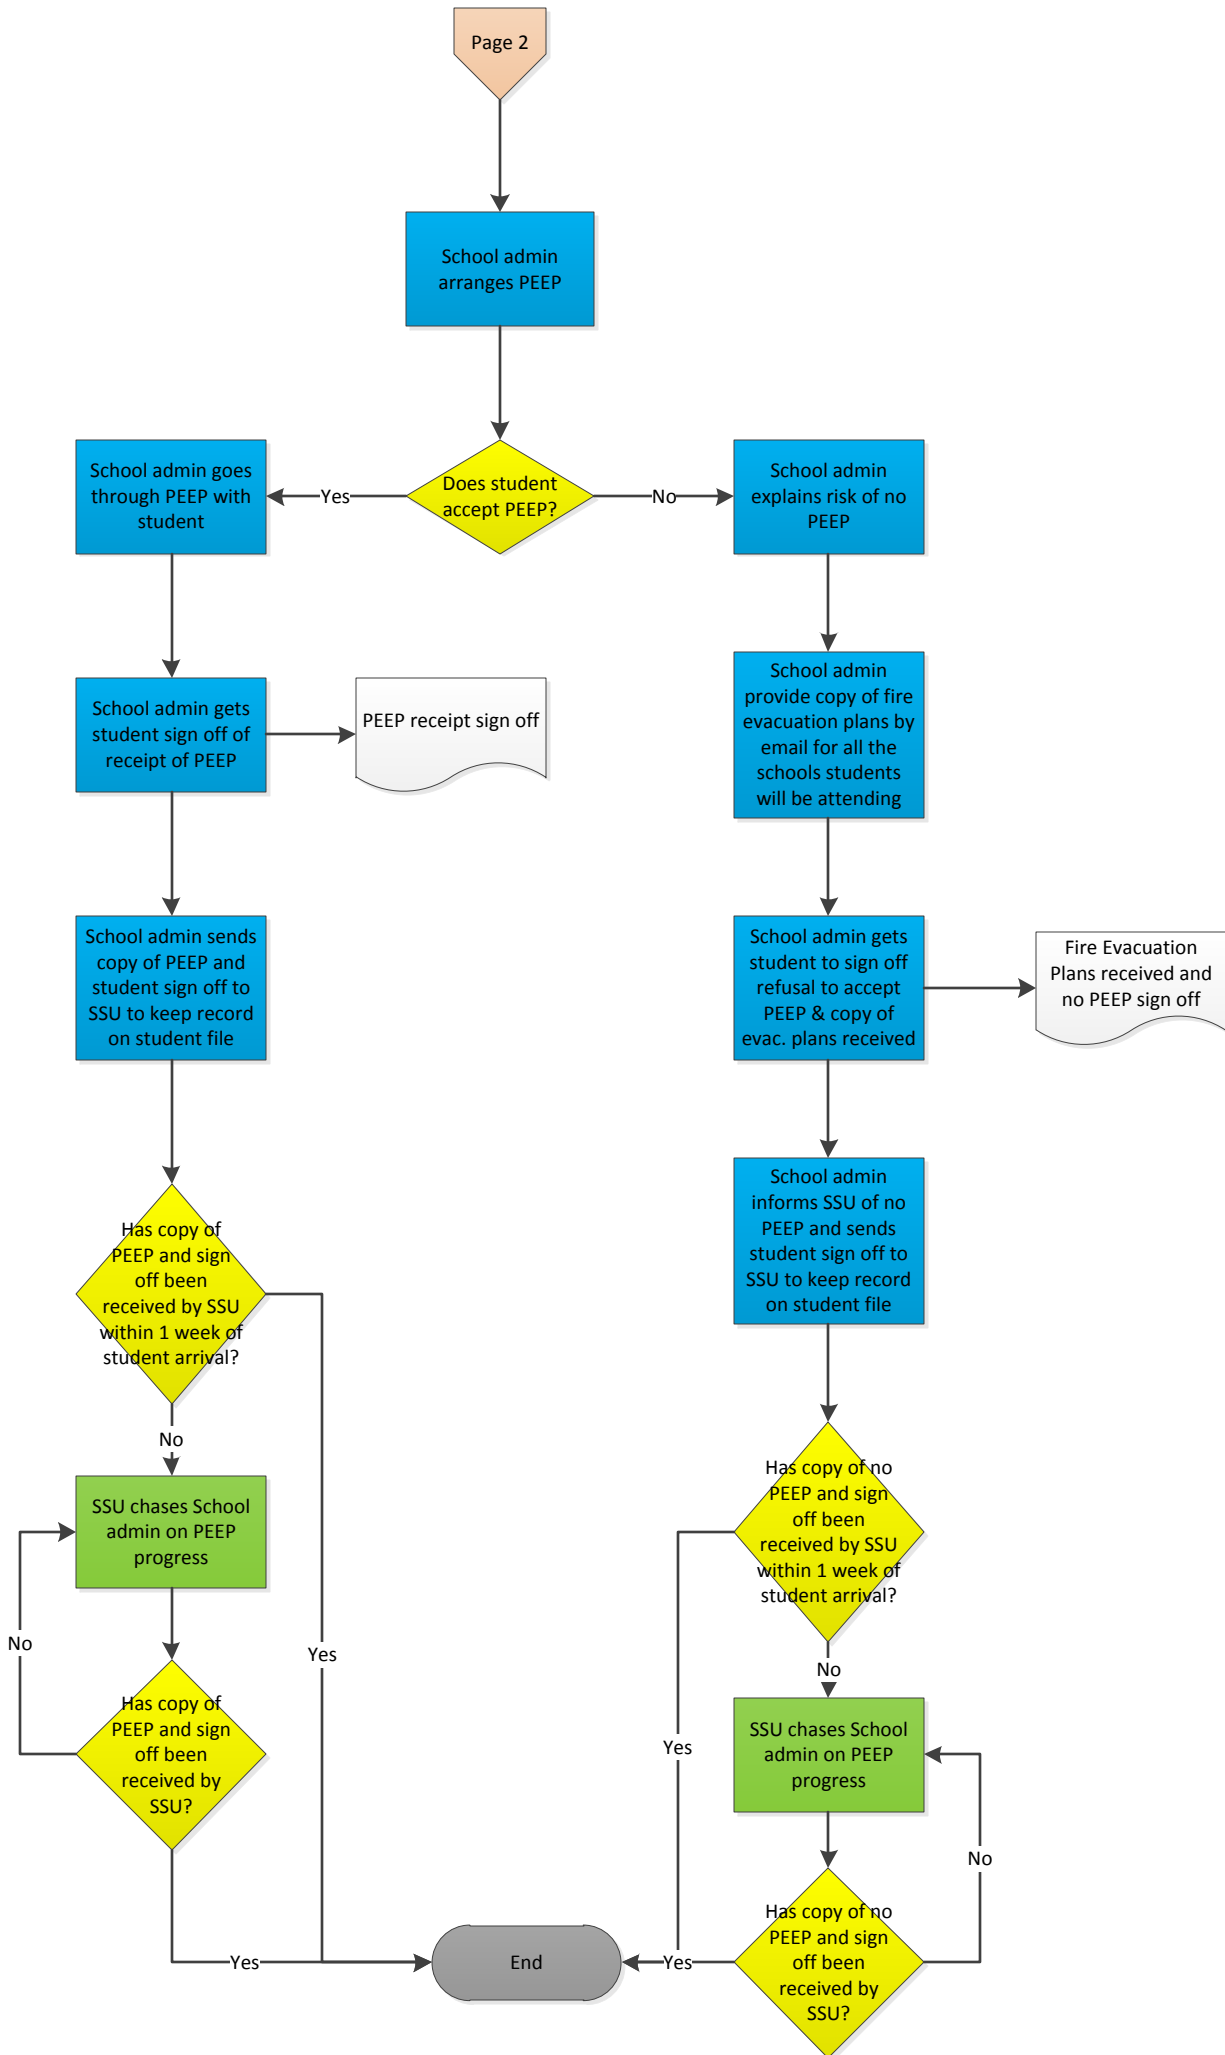 Page 2
School admin
arranges PEEP
School admin goes
through PEEP with
student
Yes
Does student
accept PEEP?
No
School admin
explains risk of no
PEEP
School admin gets
student sign off of
receipt of PEEP
PEEP receipt sign off
School admin
provide copy of fire
evacuation plans by
email for all the
schools students
will be attending
School admin sends
copy of PEEP and
student sign off to
SSU to keep record
on student file
School admin gets
student to sign off
refusal to accept
PEEP & copy of
evac. plans received
Fire Evacuation
Plans received and
no PEEP sign off
School admin
informs SSU of no
PEEP and sends
student sign off to
SSU to keep record
on student file
Has copy of
PEEP and sign
off been
received by SSU
within 1 week of
student arrival?
No
SSU chases School
admin on PEEP
progress
No
Yes
Has copy of
PEEP and sign
off been
received by
SSU?
Yes
Has copy of no
PEEP and sign
off been
received by SSU
within 1 week of
student arrival?
No
SSU chases School
admin on PEEP
progress
Yes
No
Has copy of no
PEEP and sign
off been
received by
SSU?
Yes
End